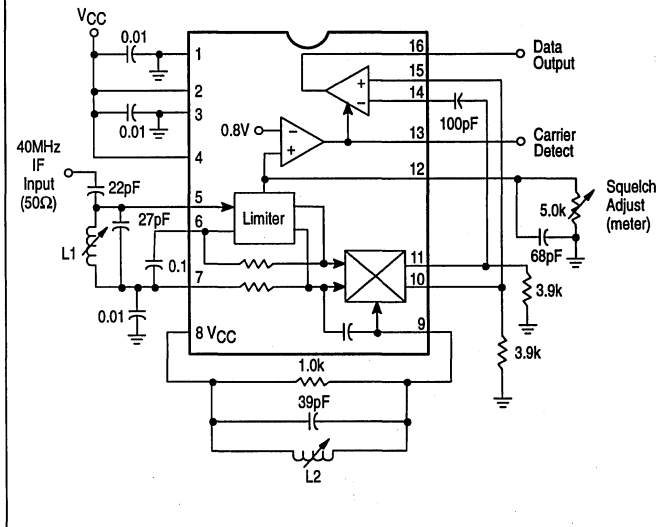 VCC
0.01
1
16
Data
Output
15
2
14
3
0.01
100pF
0.8V
13
Carrier
Detect
40MHz
IF
Input
(50Ω)
4
12
22pF
5
Limiter
5.0k
Squelch
Adjust
(meter)
27pF
6
68pF
L1
0.1
11
7
10
3.9k
0.01
8 VCC
9
3.9k
1.0k
39pF
L2